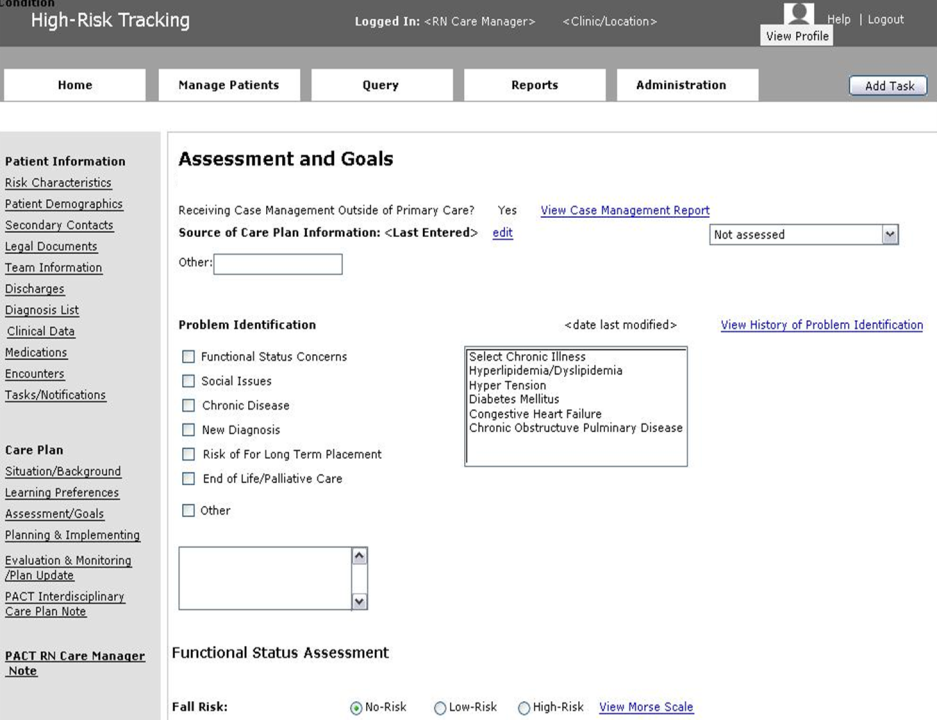 Condition
High-Risk Tracking
Logged In: <RN Care Manager> <Clinic/Location>
Help | Logout
View Profile
Home Manage Patients Query Reports Administration Add Task
Patient Information
Risk Characteristics
Patient Demographics
Secondary Contacts
Legal Documents
Team Information
Discharges
Diagnosis List
Clinical Data
Medications
Encounters
Tasks/Notifications
Care Plan
Situation/Background
Learning Preferences
Assessment/Goals
Planning & Implementing
Evaluation & Monitoring
/Plan Update
PACT Interdisciplinary
Care Plan Note
PACT RN Care Manager
Note
Assessment and Goals
Receiving Case Management Outside of Primary Care? Yes View Case Management Report
Source of Care Plan Information: <Last Entered> edit Not assessed
Other:
Problem Identification <date last modified> View History of Problem Identification
Functional Status Concerns
Social Issues
Chronic Disease
New Diagnosis
Risk of For Long Term Placement
End of Life/Palliative Care
Other
Select Chronic Illness
Hyperlipidemia/Dyslipidemia
Hyper Tension
Diabetes Mellitus
Congestive Heart Failure
Chronic Obstructuve Pulminary Disease
Functional Status Assessment
Fall Risk: No-Risk Low-Risk High-Risk View Morse Scale